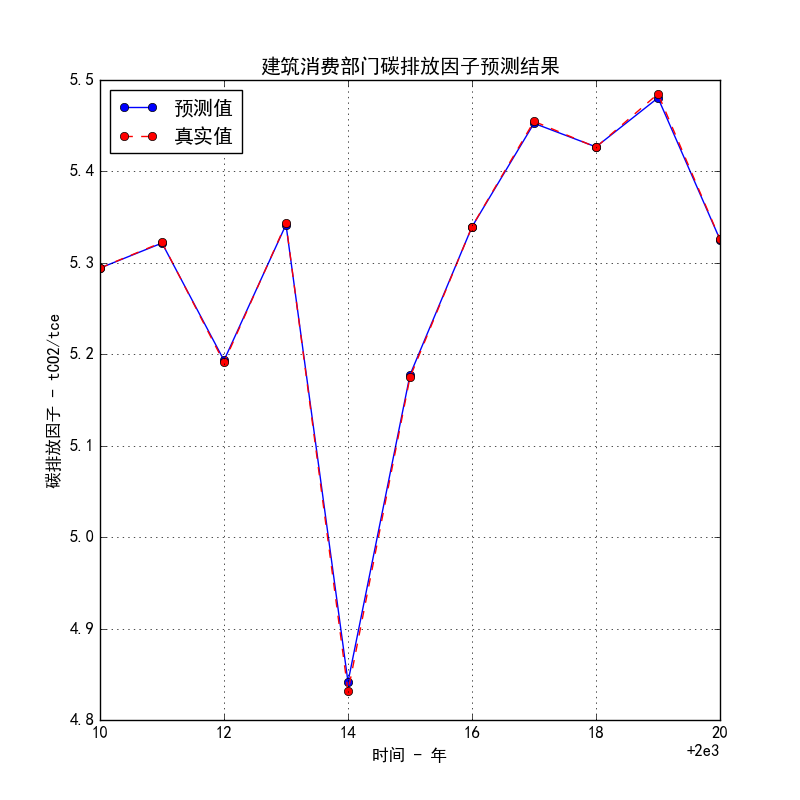 建筑消费部门碳排放因子预测结果
预测值
真实值
5.5
5.4
5.3
5.2
5.1
5.0
4.9
4.8
碳排放因子 - tCO2/tce
10 12 14 16 18 20
+2e3
时间 - 年